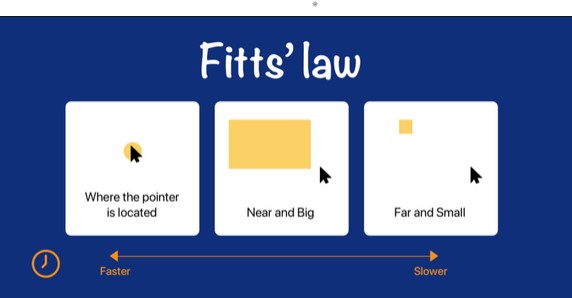 Fitts’ law
Where the pointer
is located
Near and Big
Far and Small
Faster
Slower